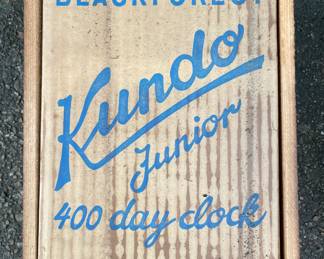 BLACKFOREST
Kundo
Junior
400 day clock